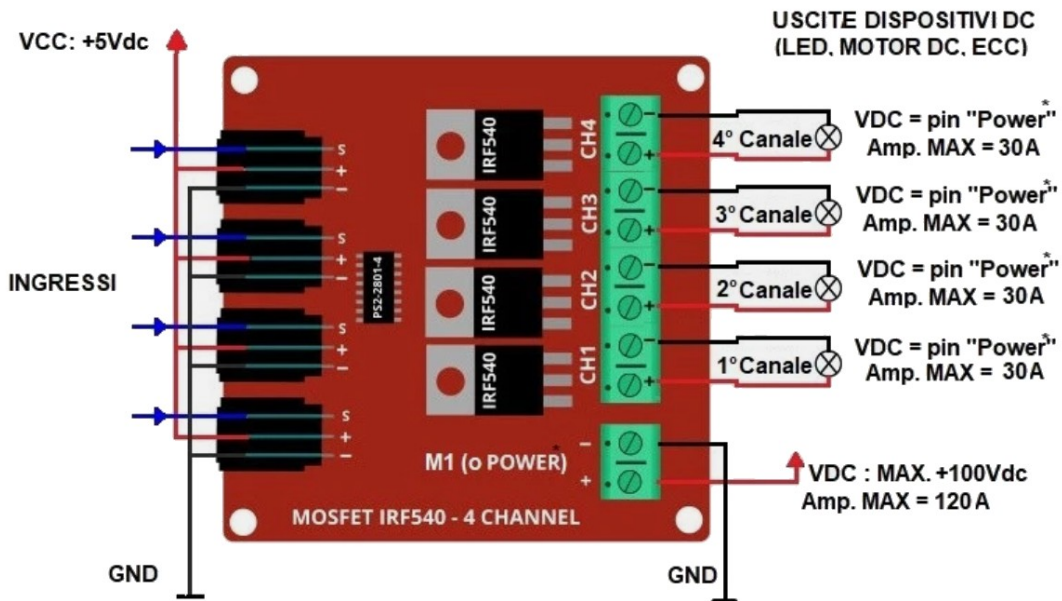 USCITE DISPOSITIVI DC
(LED, MOTOR DC, ECC)
VCC: +5Vdc
INGRESSI
S
+
−
S
+
−
S
+
−
S
+
−
PS2-2801-4
IRF540
IRF540
IRF540
IRF540
CH4
CH3
CH2
CH1
−
+
−
+
−
+
−
+
4° Canale
VDC = pin "Power"*
Amp. MAX = 30A
3° Canale
VDC = pin "Power"*
Amp. MAX = 30A
2° Canale
VDC = pin "Power"*
Amp. MAX = 30A
1° Canale
VDC = pin "Power"*
Amp. MAX = 30A
M1 (o POWER)*
−
+
VDC : MAX. +100Vdc
Amp. MAX = 120A
MOSFET IRF540 - 4 CHANNEL
GND
GND